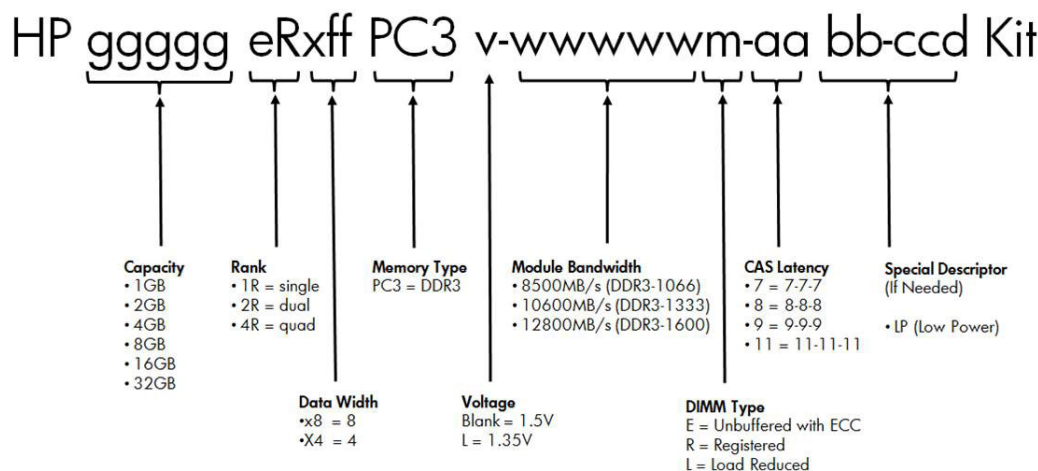 HP ggggg eRxff PC3 v-wwwwwm-aa bb-ccd Kit
Capacity
• 1GB
• 2GB
• 4GB
• 8GB
• 16GB
• 32GB
Rank
• 1R = single
• 2R = dual
• 4R = quad
Memory Type
PC3 = DDR3
Module Bandwidth
• 8500MB/s (DDR3-1066)
• 10600MB/s (DDR3-1333)
• 12800MB/s (DDR3-1600)
CAS Latency
• 7 = 7-7-7
• 8 = 8-8-8
• 9 = 9-9-9
• 11 = 11-11-11
Special Descriptor
(If Needed)
• LP (Low Power)
Data Width
•x8 = 8
•X4 = 4
Voltage
Blank = 1.5V
L = 1.35V
DIMM Type
E = Unbuffered with ECC
R = Registered
L = Load Reduced